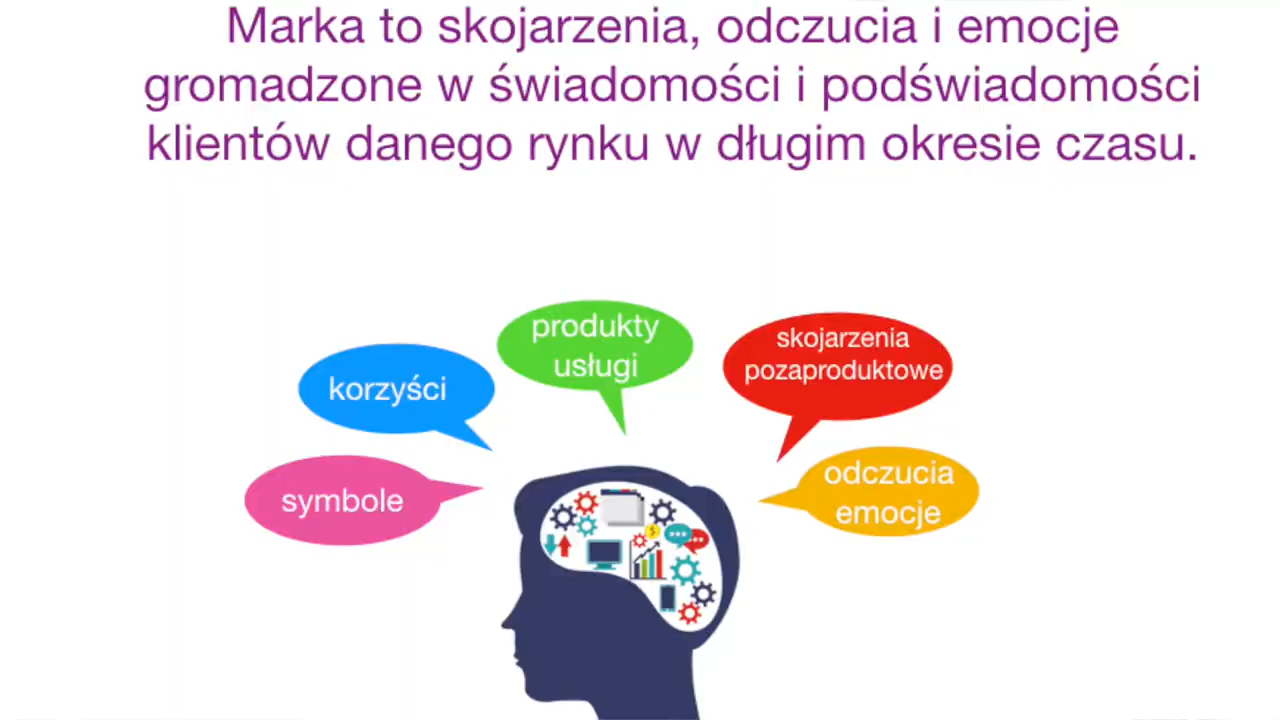 Marka to skojarzenia, odczucia i emocje
gromadzone w świadomości i podświadomości
klientów danego rynku w długim okresie czasu.
produkty
usługi
skojarzenia
pozaproduktowe
korzyści
odczucia
emocje
symbole